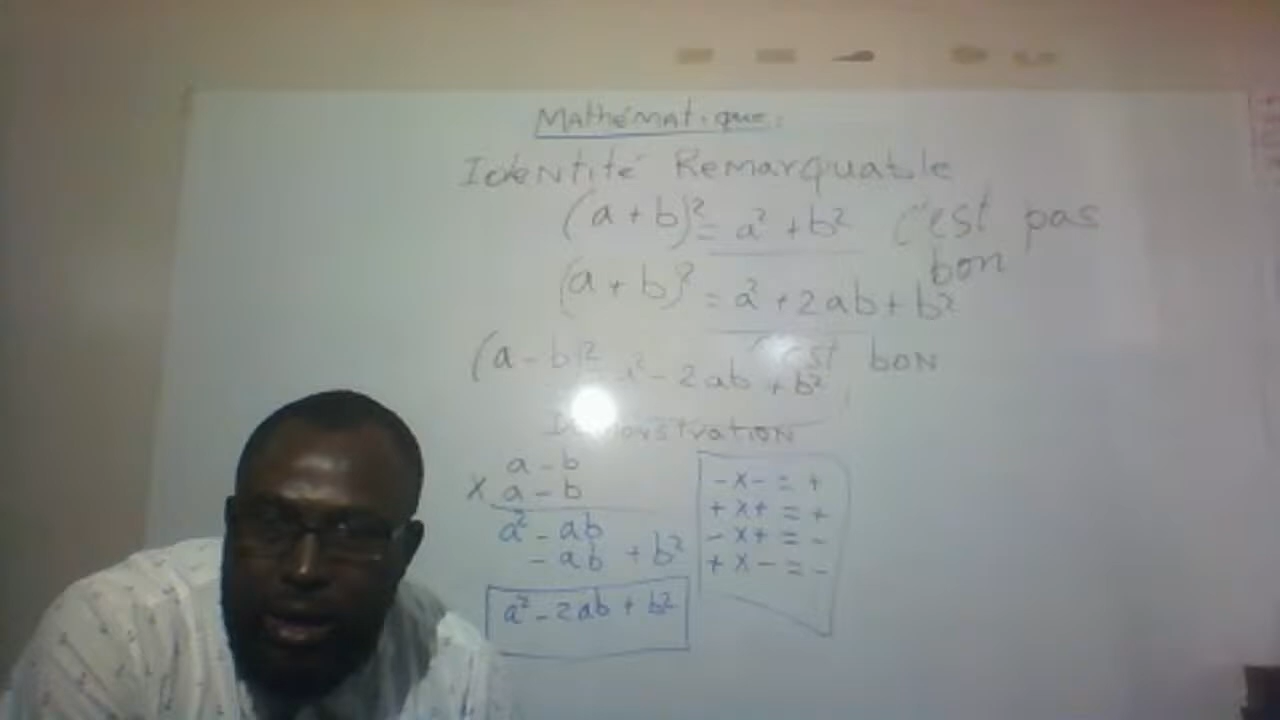 Mathématique:
Identité Remarquable
(a + b)² = a² + b² c'est pas
bon
(a + b)² = a² + 2ab + b²
c'est bon
(a - b)² - 2ab + b²
Démonstration
a - b
x a - b
a² - ab
- ab + b²
a² - 2ab + b²
- x - = +
+ x + = +
- x + = -
+ x - = -